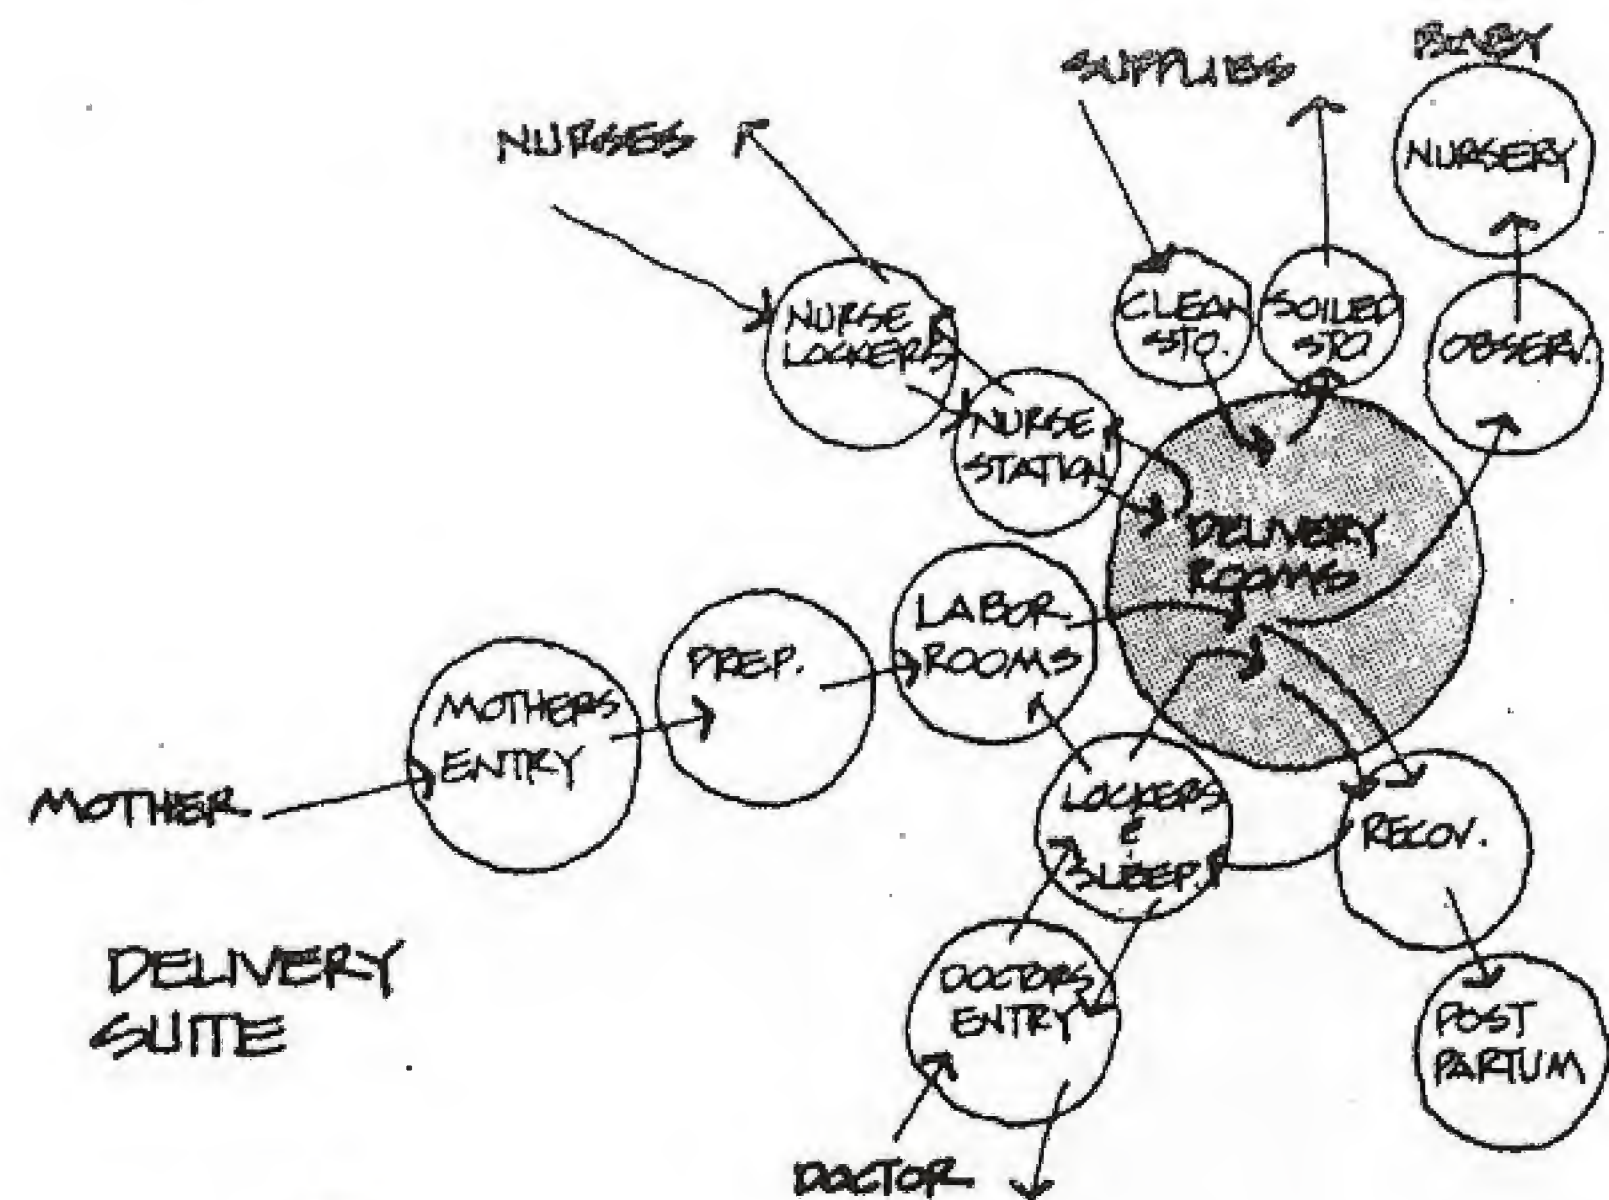 BABY
SUPPLIES
NURSES
NURSERY
NURSE
LOCKERS
CLEAN
STO.
SOILED
STO.
OBSERV.
NURSE
STATION
DELIVERY
ROOMS
LABOR
ROOMS
PREP.
MOTHERS
ENTRY
MOTHER
LOCKERS
&
SLEEP.
RECOV.
DOCTORS
ENTRY
POST
PARTUM
DOCTOR
DELIVERY
SUITE